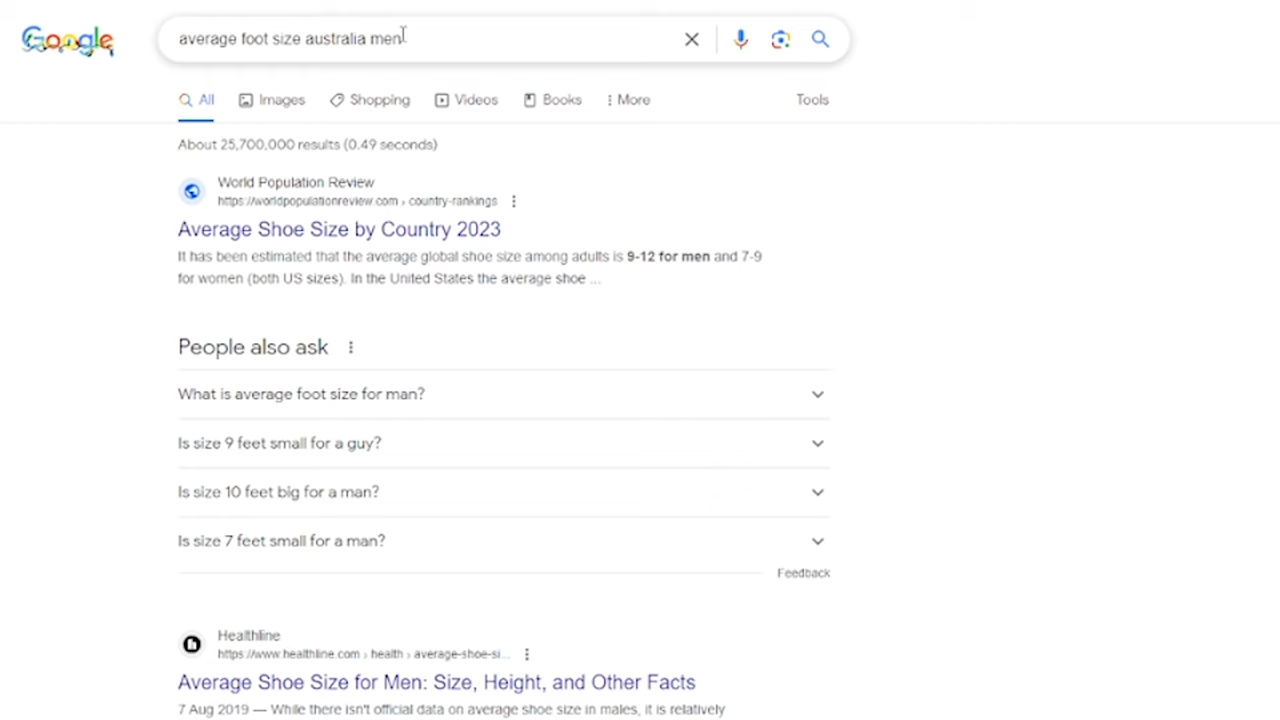 Google
average foot size australia men
All
Images
Shopping
Videos
Books
More
Tools
About 25,700,000 results (0.49 seconds)
World Population Review
https://worldpopulationreview.com › country-rankings
Average Shoe Size by Country 2023
It has been estimated that the average global shoe size among adults is 9-12 for men and 7-9
for women (both US sizes). In the United States the average shoe ...
People also ask
What is average foot size for man?
Is size 9 feet small for a guy?
Is size 10 feet big for a man?
Is size 7 feet small for a man?
Feedback
Healthline
https://www.healthline.com › health › average-shoe-si...
Average Shoe Size for Men: Size, Height, and Other Facts
7 Aug 2019 — While there isn't official data on average shoe size in males, it is relatively